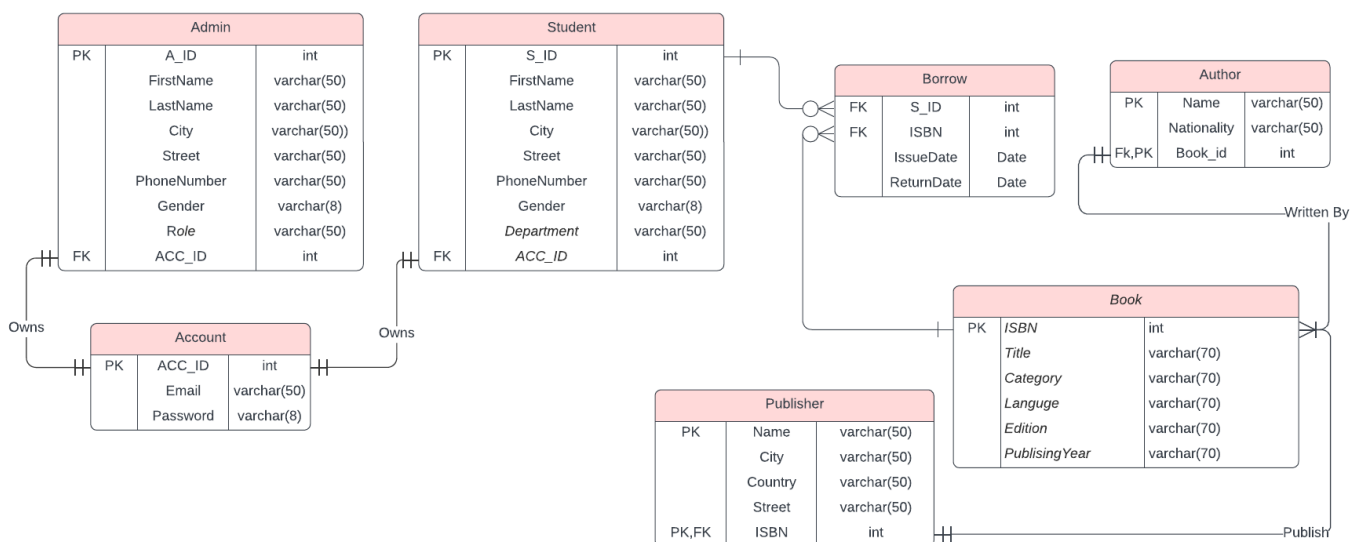 Admin
PK A_ID int
FirstName varchar(50)
LastName varchar(50)
City varchar(50))
Street varchar(50)
PhoneNumber varchar(50)
Gender varchar(8)
Role varchar(50)
FK ACC_ID int
Student
PK S_ID int
FirstName varchar(50)
LastName varchar(50)
City varchar(50))
Street varchar(50)
PhoneNumber varchar(50)
Gender varchar(8)
Department varchar(50)
FK ACC_ID int
Borrow
FK S_ID int
FK ISBN int
IssueDate Date
ReturnDate Date
Author
PK Name varchar(50)
Nationality varchar(50)
Fk,PK Book_id int
Written By
Owns
Owns
Account
PK ACC_ID int
Email varchar(50)
Password varchar(8)
Book
PK ISBN int
Title varchar(70)
Category varchar(70)
Languge varchar(70)
Edition varchar(70)
PublisingYear varchar(70)
Publisher
PK Name varchar(50)
City varchar(50)
Country varchar(50)
Street varchar(50)
PK,FK ISBN int
Publish